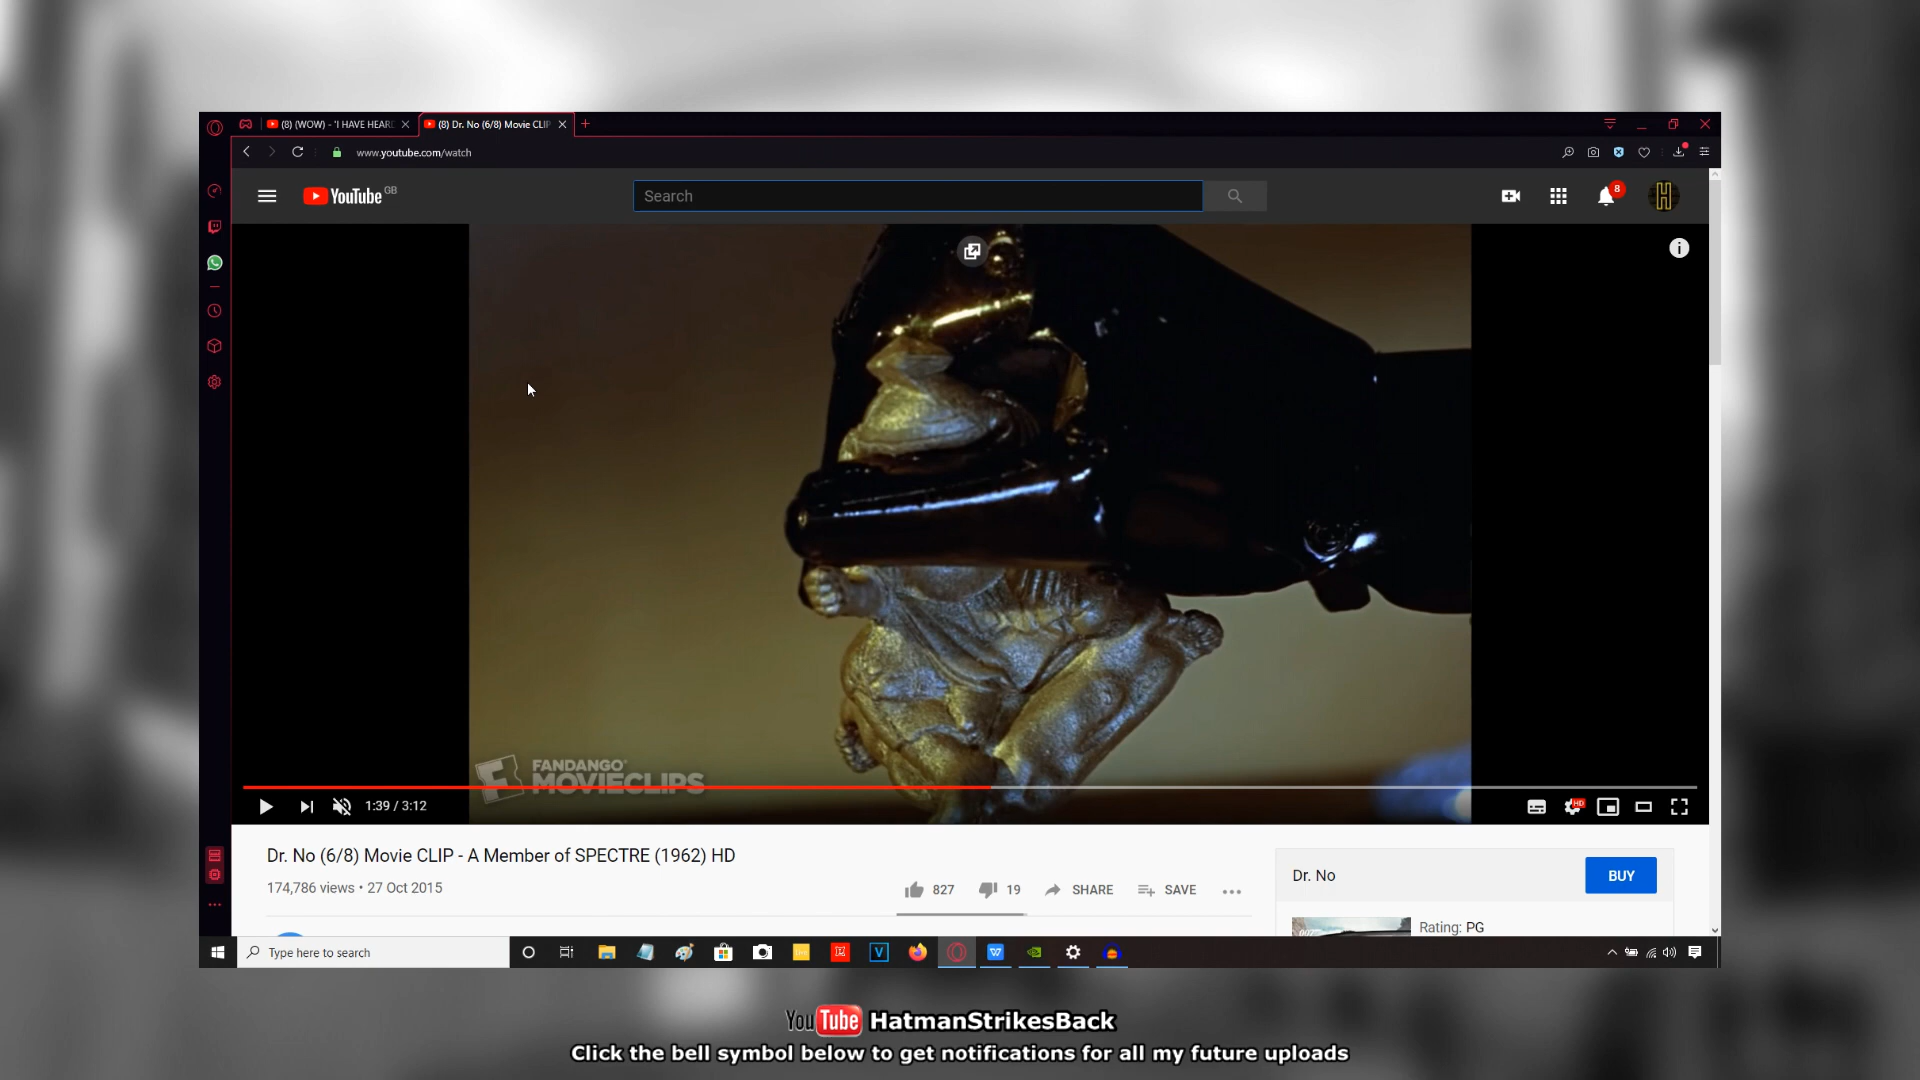 (8) (WOW) - 'I HAVE HEARD
(8) Dr. No (6/8) Movie CLIP
www.youtube.com/watch
YouTube GB
Search
8
FANDANGO
MOVIECLIPS
1:39 / 3:12
HD
Dr. No (6/8) Movie CLIP - A Member of SPECTRE (1962) HD
174,786 views • 27 Oct 2015
827
19
SHARE
SAVE
Dr. No
BUY
Rating: PG
Type here to search
YouTube HatmanStrikesBack
Click the bell symbol below to get notifications for all my future uploads